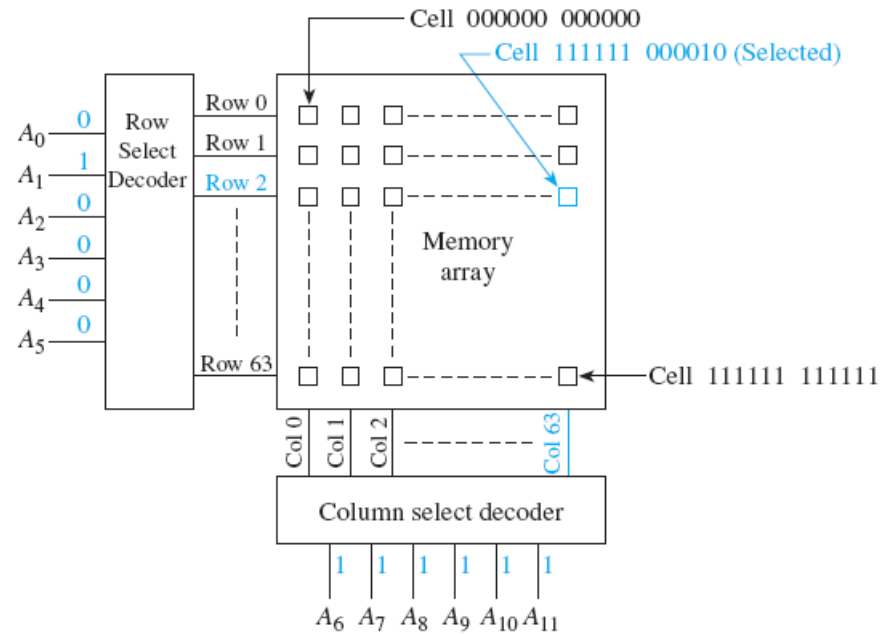 Cell 000000 000000
Cell 111111 000010 (Selected)
Row Select Decoder
A0 0
A1 1
A2 0
A3 0
A4 0
A5 0
Row 0
Row 1
Row 2
Row 63
Memory
array
Cell 111111 111111
Col 0
Col 1
Col 2
Col 63
Column select decoder
1 1 1 1 1 1
A6 A7 A8 A9 A10 A11